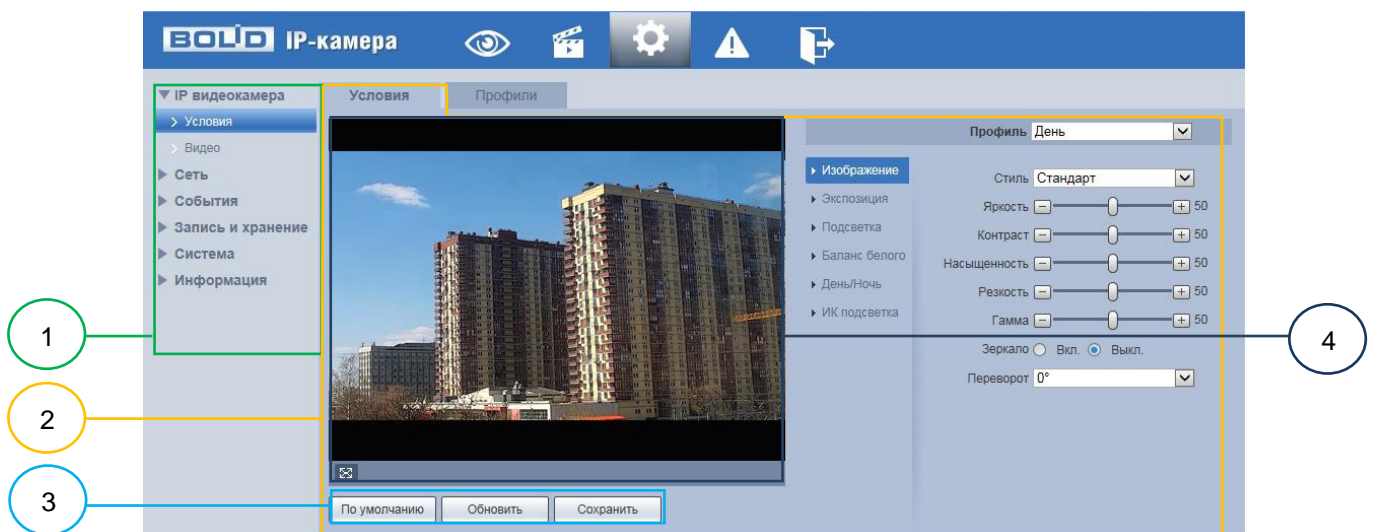 BOLID IP-камера
IP видеокамера
Условия
Видео
Сеть
События
Запись и хранение
Система
Информация
Условия Профили
Профиль День
Изображение
Экспозиция
Подсветка
Баланс белого
День/Ночь
ИК подсветка
Стиль Стандарт
Яркость 50
Контраст 50
Насыщенность 50
Резкость 50
Гамма 50
Зеркало Вкл. Выкл.
Переворот 0°
По умолчанию Обновить Сохранить
1
2
3
4